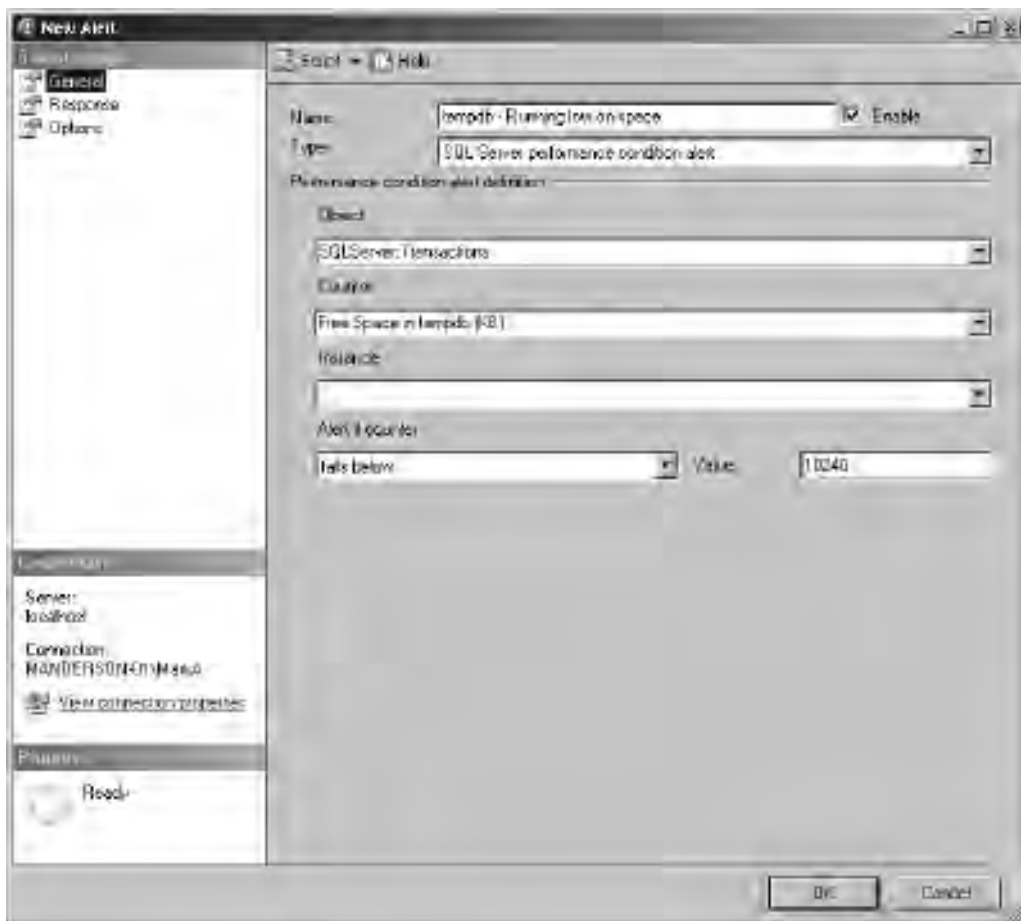 New Alert
General
Response
Options
Script Help
Name: tempdb - Running low on space Enable
Type: SQL Server performance condition alert
Performance condition alert definition
Object
SQLServer:Transactions
Counter
Free Space in tempdb (KB)
Instance
Alert if counter
falls below Value: 10240
Connection
Server:
localhost
Connection:
View connection properties
Progress
Ready
OK Cancel